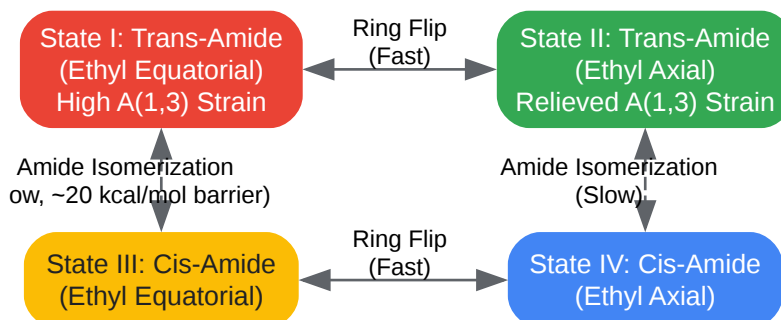 State I: Trans-Amide
(Ethyl Equatorial)
High A(1,3) Strain
Ring Flip
(Fast)
State II: Trans-Amide
(Ethyl Axial)
Relieved A(1,3) Strain
Amide Isomerization
ow, ~20 kcal/mol barrier)
Amide Isomerization
(Slow)
State III: Cis-Amide
(Ethyl Equatorial)
Ring Flip
(Fast)
State IV: Cis-Amide
(Ethyl Axial)